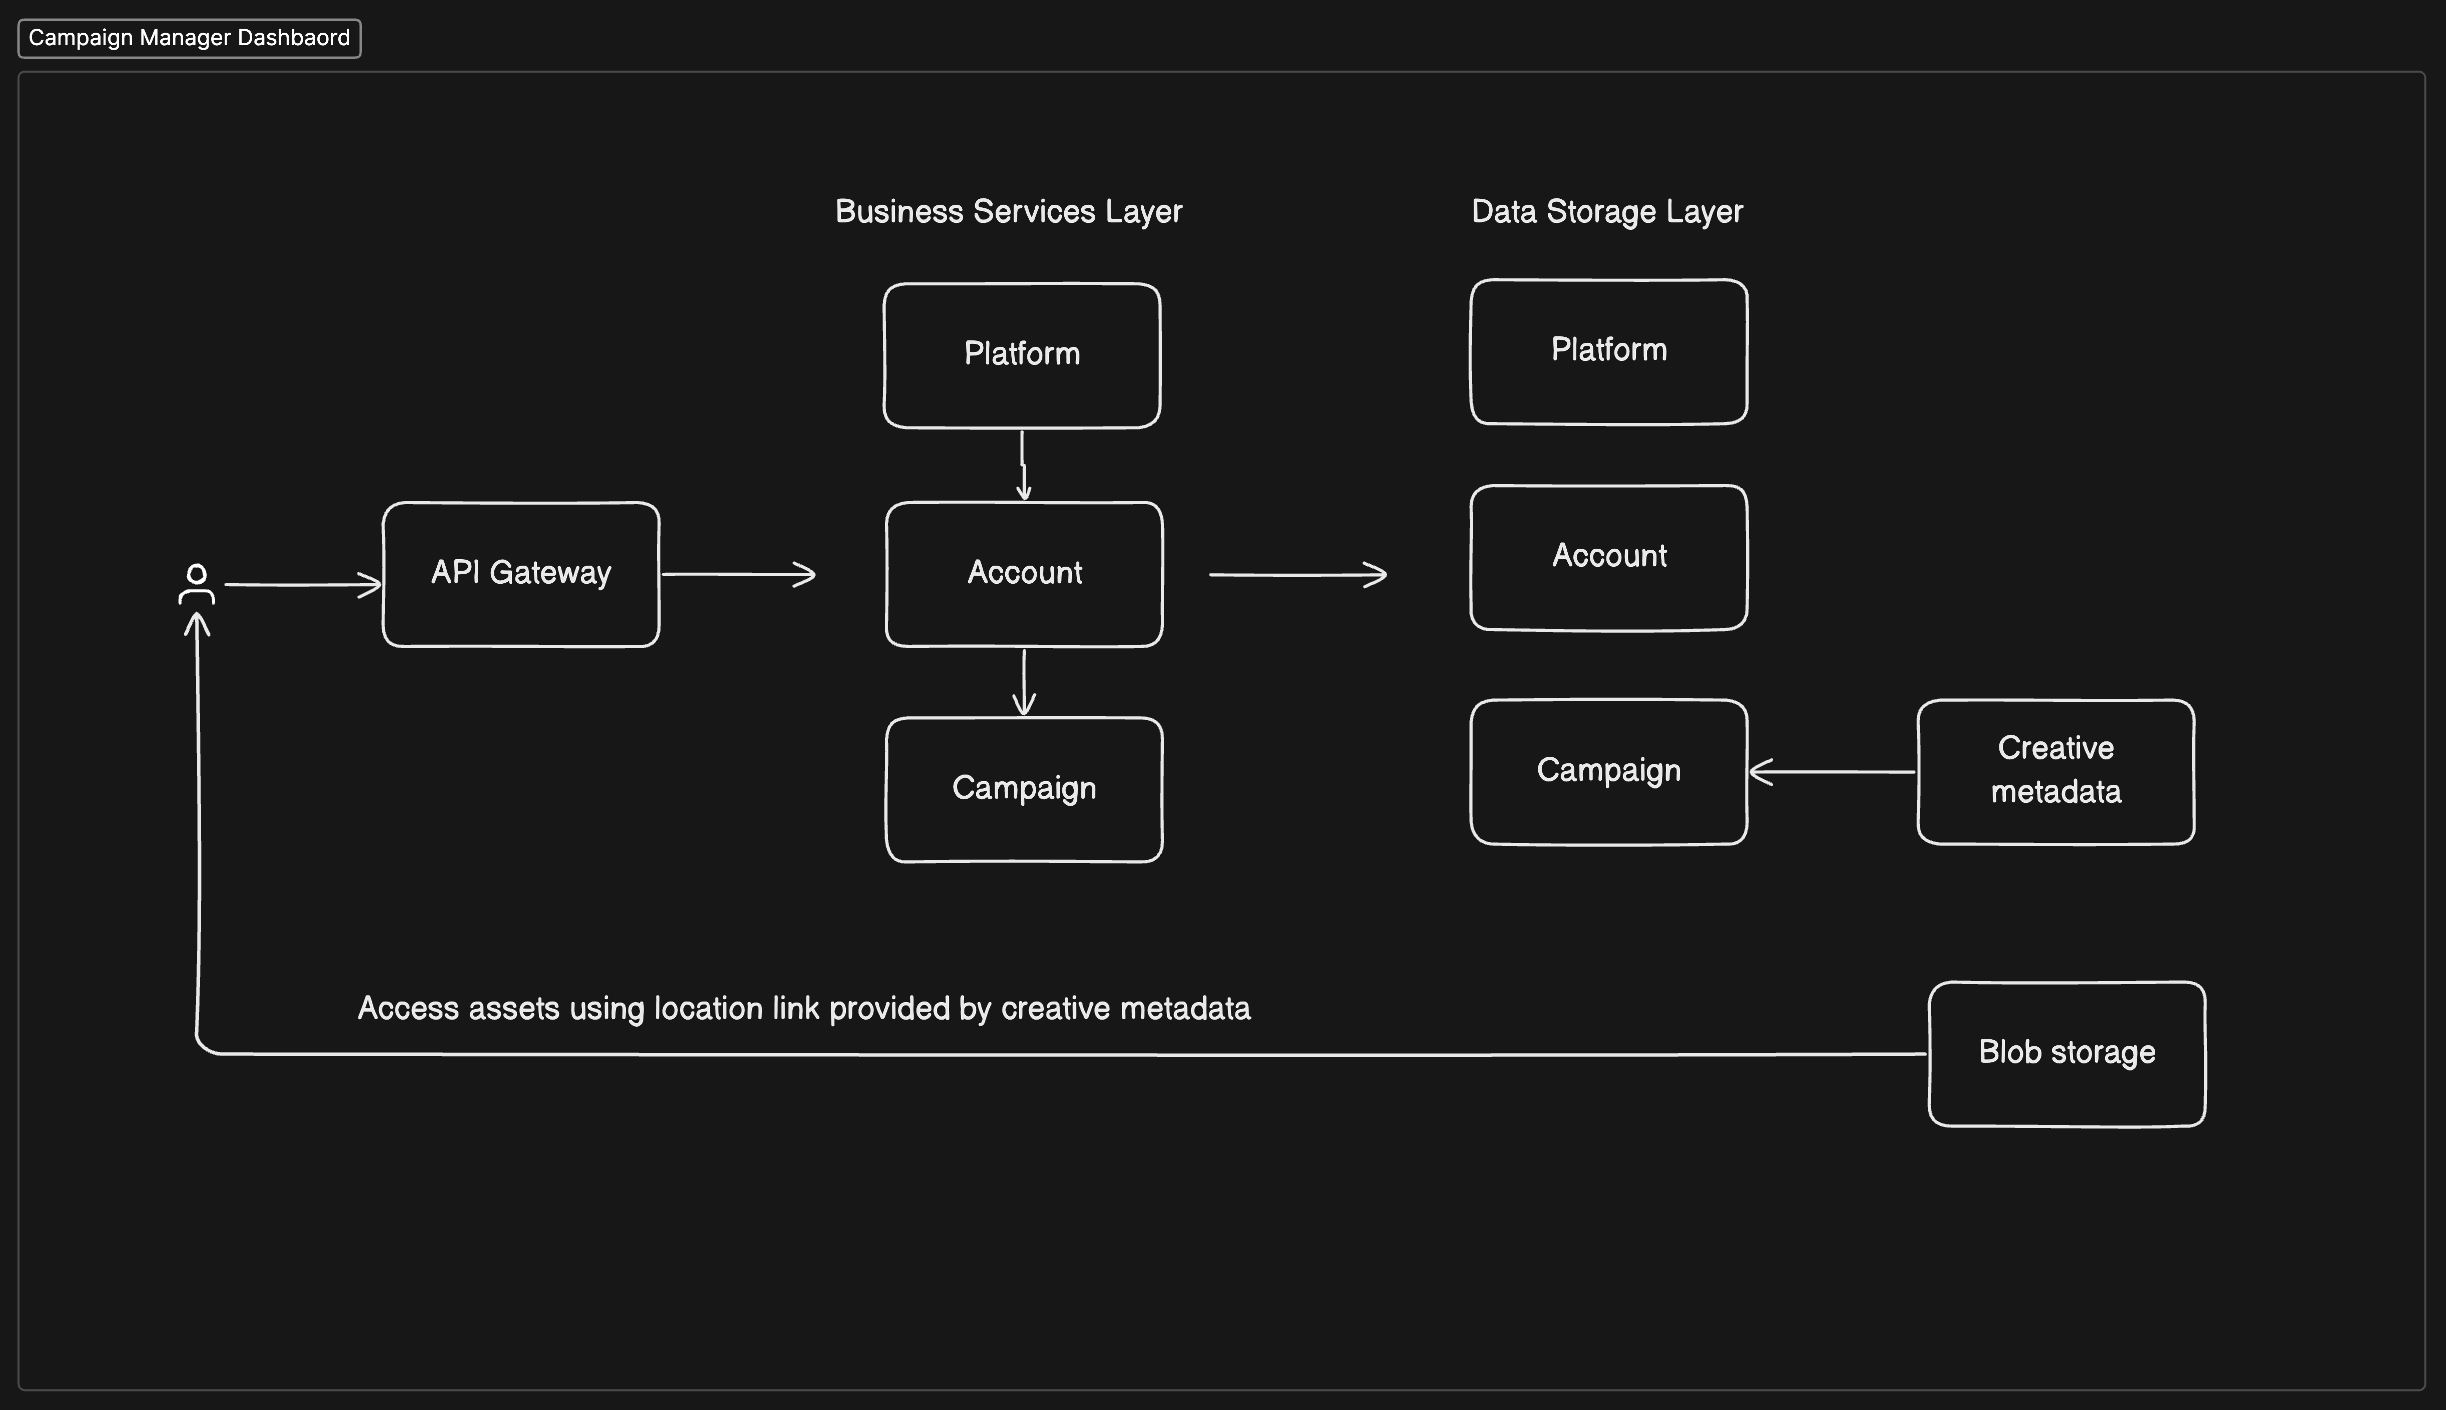 Campaign Manager Dashbaord
Business Services Layer
Data Storage Layer
Platform
Platform
API Gateway
Account
Account
Campaign
Campaign
Creative
metadata
Access assets using location link provided by creative metadata
Blob storage